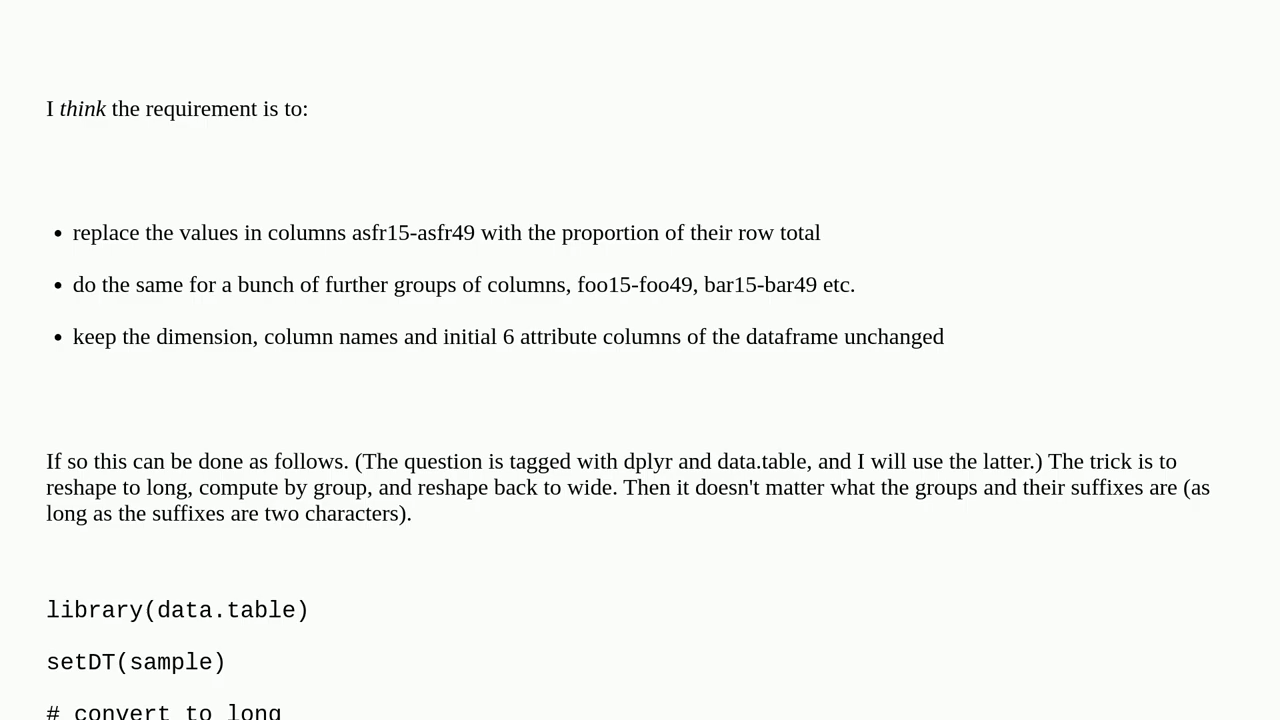 I think the requirement is to:
• replace the values in columns asfr15-asfr49 with the proportion of their row total
• do the same for a bunch of further groups of columns, foo15-foo49, bar15-bar49 etc.
• keep the dimension, column names and initial 6 attribute columns of the dataframe unchanged
If so this can be done as follows. (The question is tagged with dplyr and data.table, and I will use the latter.) The trick is to
reshape to long, compute by group, and reshape back to wide. Then it doesn't matter what the groups and their suffixes are (as
long as the suffixes are two characters).
library(data.table)
setDT(sample)
# convert to long